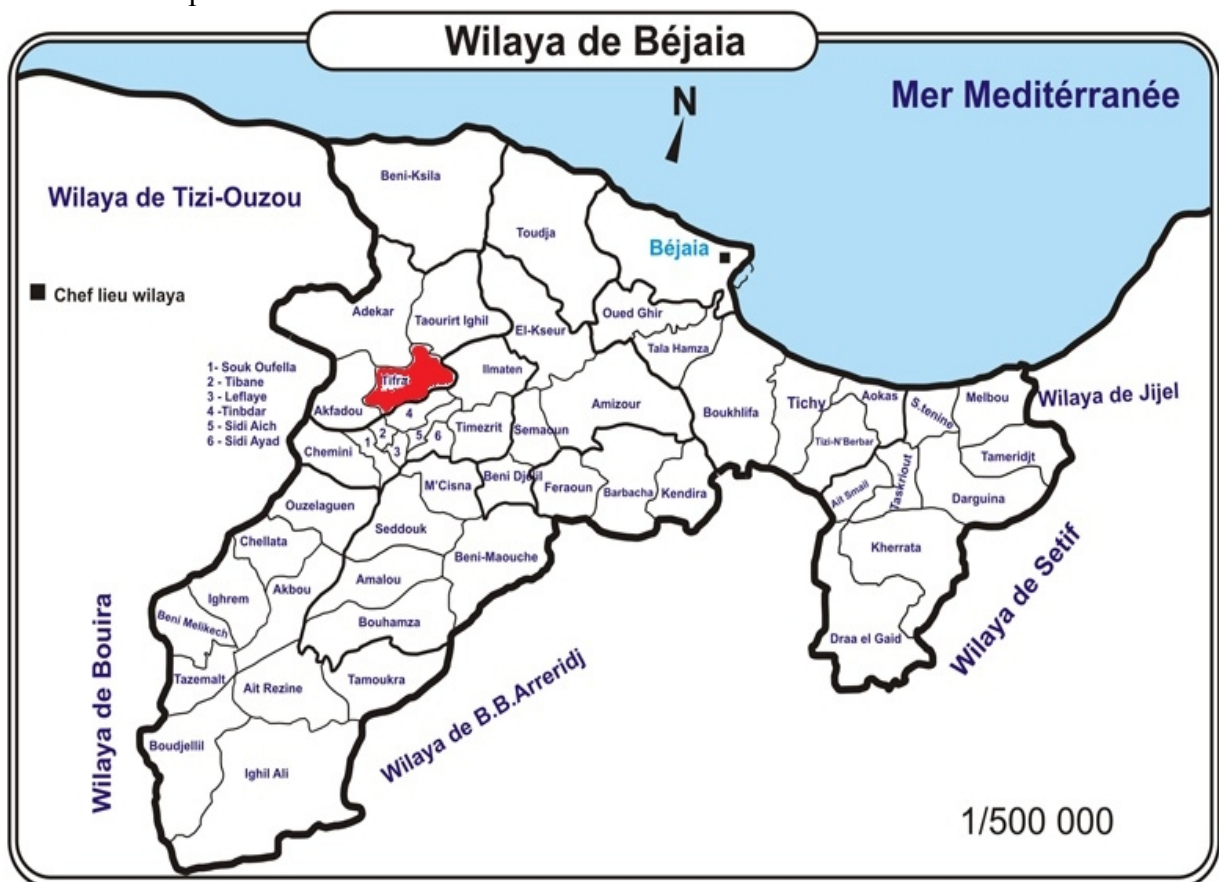 Wilaya de Béjaia
Mer Meditérranée
N
Wilaya de Tizi-Ouzou
Beni-Ksila
Toudja
Béjaia
Chef lieu wilaya
Adekar
Taourirt Ighil
El-Kseur
Oued Ghir
Tala Hamza
1- Souk Oufella
2 - Tibane
3 - Leflaye
4 -Tinbdar
5 - Sidi Aich
6 - Sidi Ayad
Tifra
Ilmaten
Akfadou
4
Timezrit
Semaoun
Amizour
Boukhlifa
Tichy
Aokas
S.tenine
Melbou
Wilaya de Jijel
Tizi-N'Berbar
Tameridjt
Chemini
1
2
3
5
6
M'Cisna
Beni Djelil
Feraoun
Barbacha
Kendira
Ait Smail
Taskriout
Darguina
Ouzelaguen
Seddouk
Chellata
Beni-Maouche
Kherrata
Amalou
Akbou
Ighrem
Beni Melikech
Bouhamza
Draa el Gaid
Wilaya de Setif
Tazemalt
Ait Rezine
Tamoukra
Wilaya de Bouira
Wilaya de B.B.Arreridj
Boudjellil
Ighil Ali
1/500 000